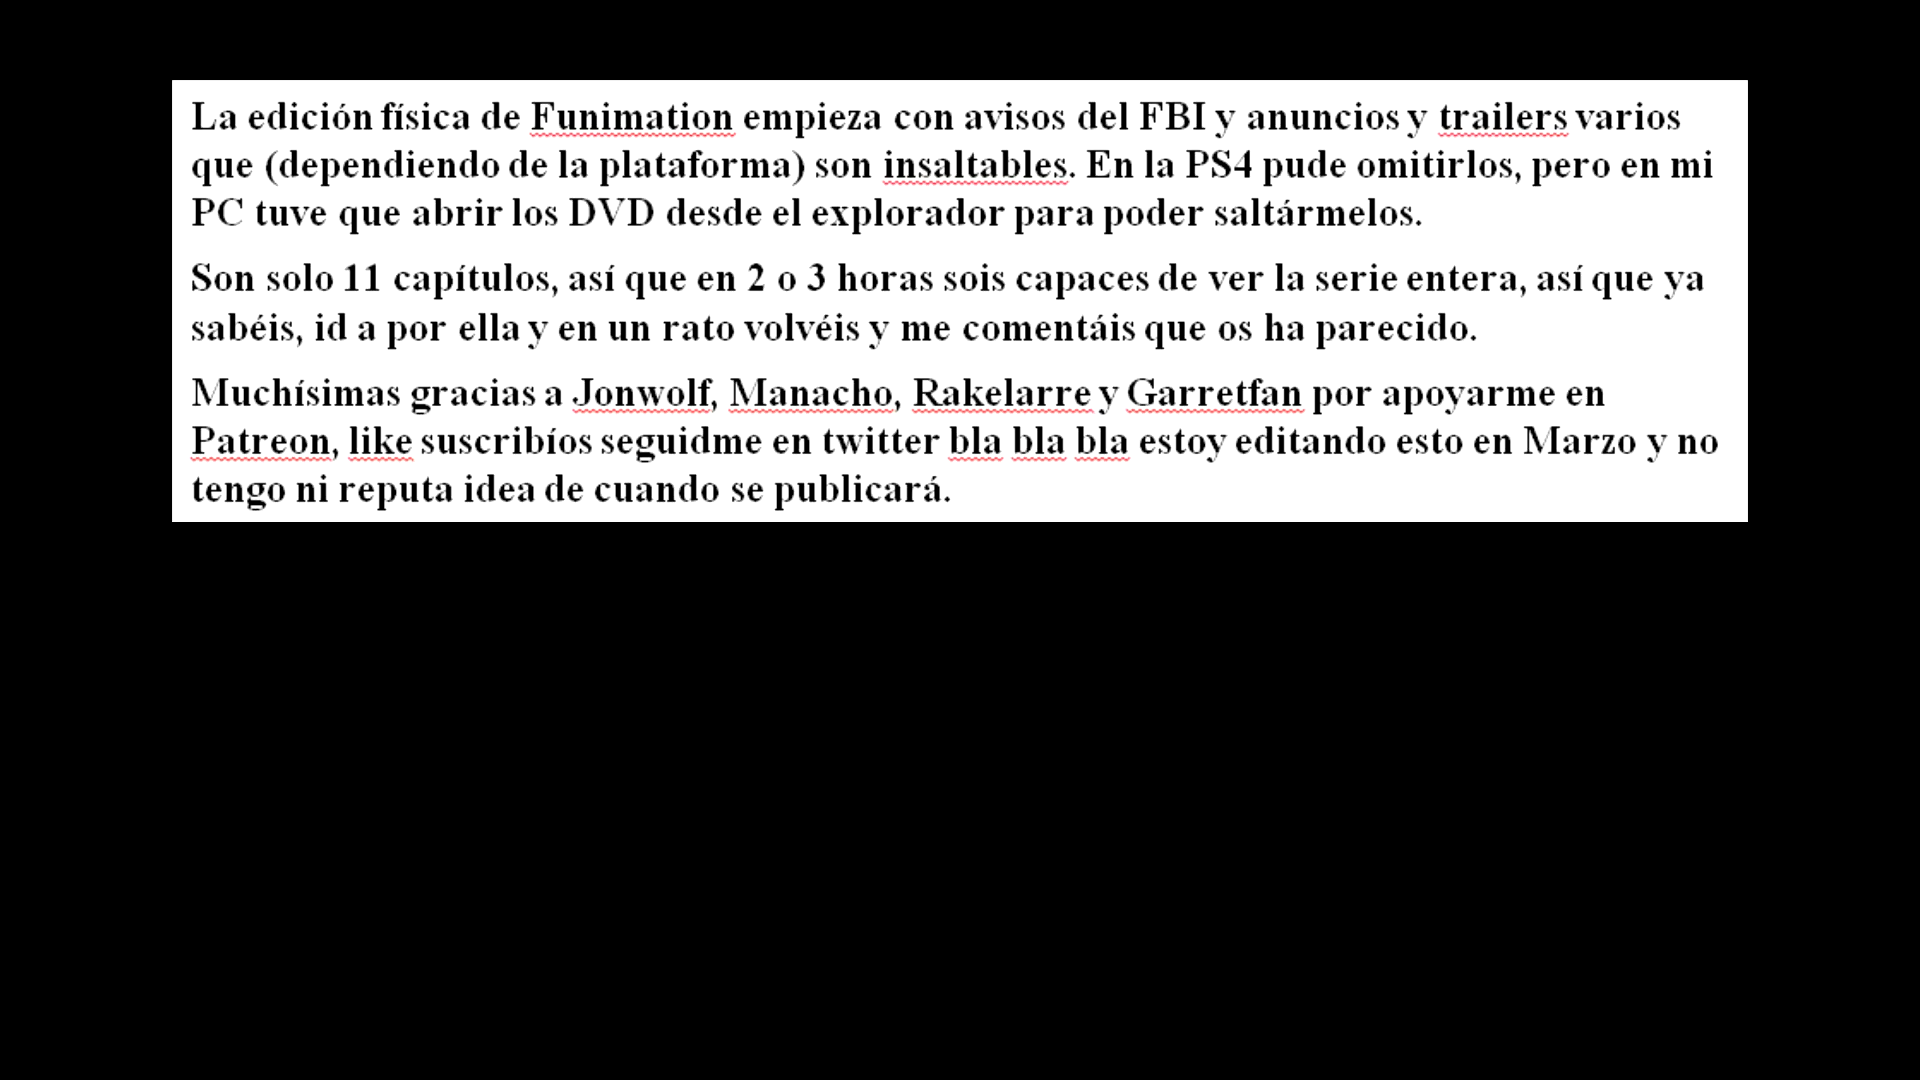 La edición física de Funimation empieza con avisos del FBI y anuncios y trailers varios
que (dependiendo de la plataforma) son insaltables. En la PS4 pude omitirlos, pero en mi
PC tuve que abrir los DVD desde el explorador para poder saltármelos.
Son solo 11 capítulos, así que en 2 o 3 horas sois capaces de ver la serie entera, así que ya
sabéis, id a por ella y en un rato volvéis y me comentáis que os ha parecido.
Muchísimas gracias a Jonwolf, Manacho, Rakelarre y Garretfan por apoyarme en
Patreon, like suscribíos seguidme en twitter bla bla bla estoy editando esto en Marzo y no
tengo ni reputa idea de cuando se publicará.